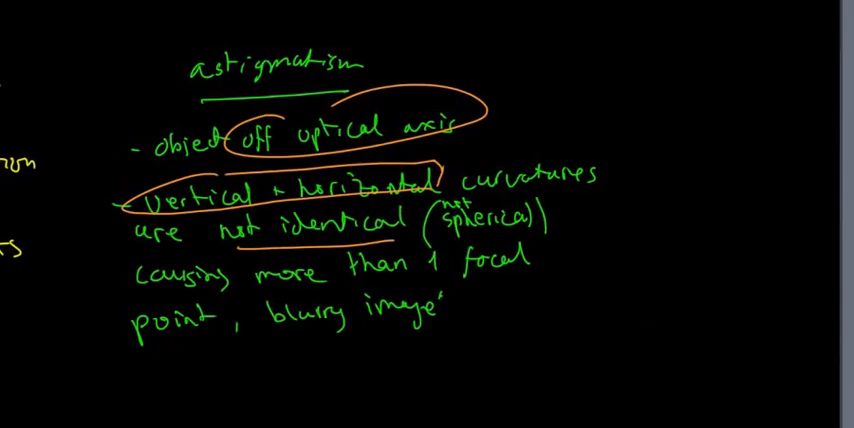 astigmatism
- object off optical axis
- vertical + horizontal curvatures
are not identical (not spherical)
causing more than 1 focal
point, blurry image